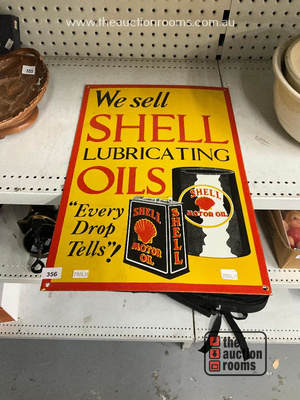 www.theauctionrooms.com.au
355
We sell
SHELL
LUBRICATING
OILS
"Every
Drop
Tells"!
SHELL
MOTOR
OIL
SHELL
SHELL
MOTOR OIL
356
the
auction
rooms